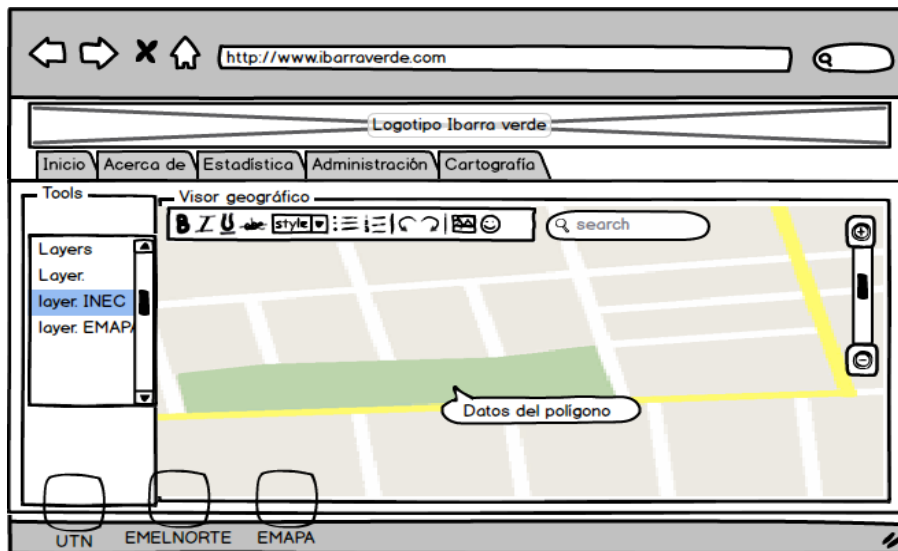 http://www.ibarraverde.com
Logotipo Ibarra verde
Inicio Acerca de Estadística Administración Cartografía
Tools
Visor geográfico
B I U abc style
search
Layers
Layer.
layer. INEC
layer. EMAPA
Datos del polígono
UTN EMELNORTE EMAPA